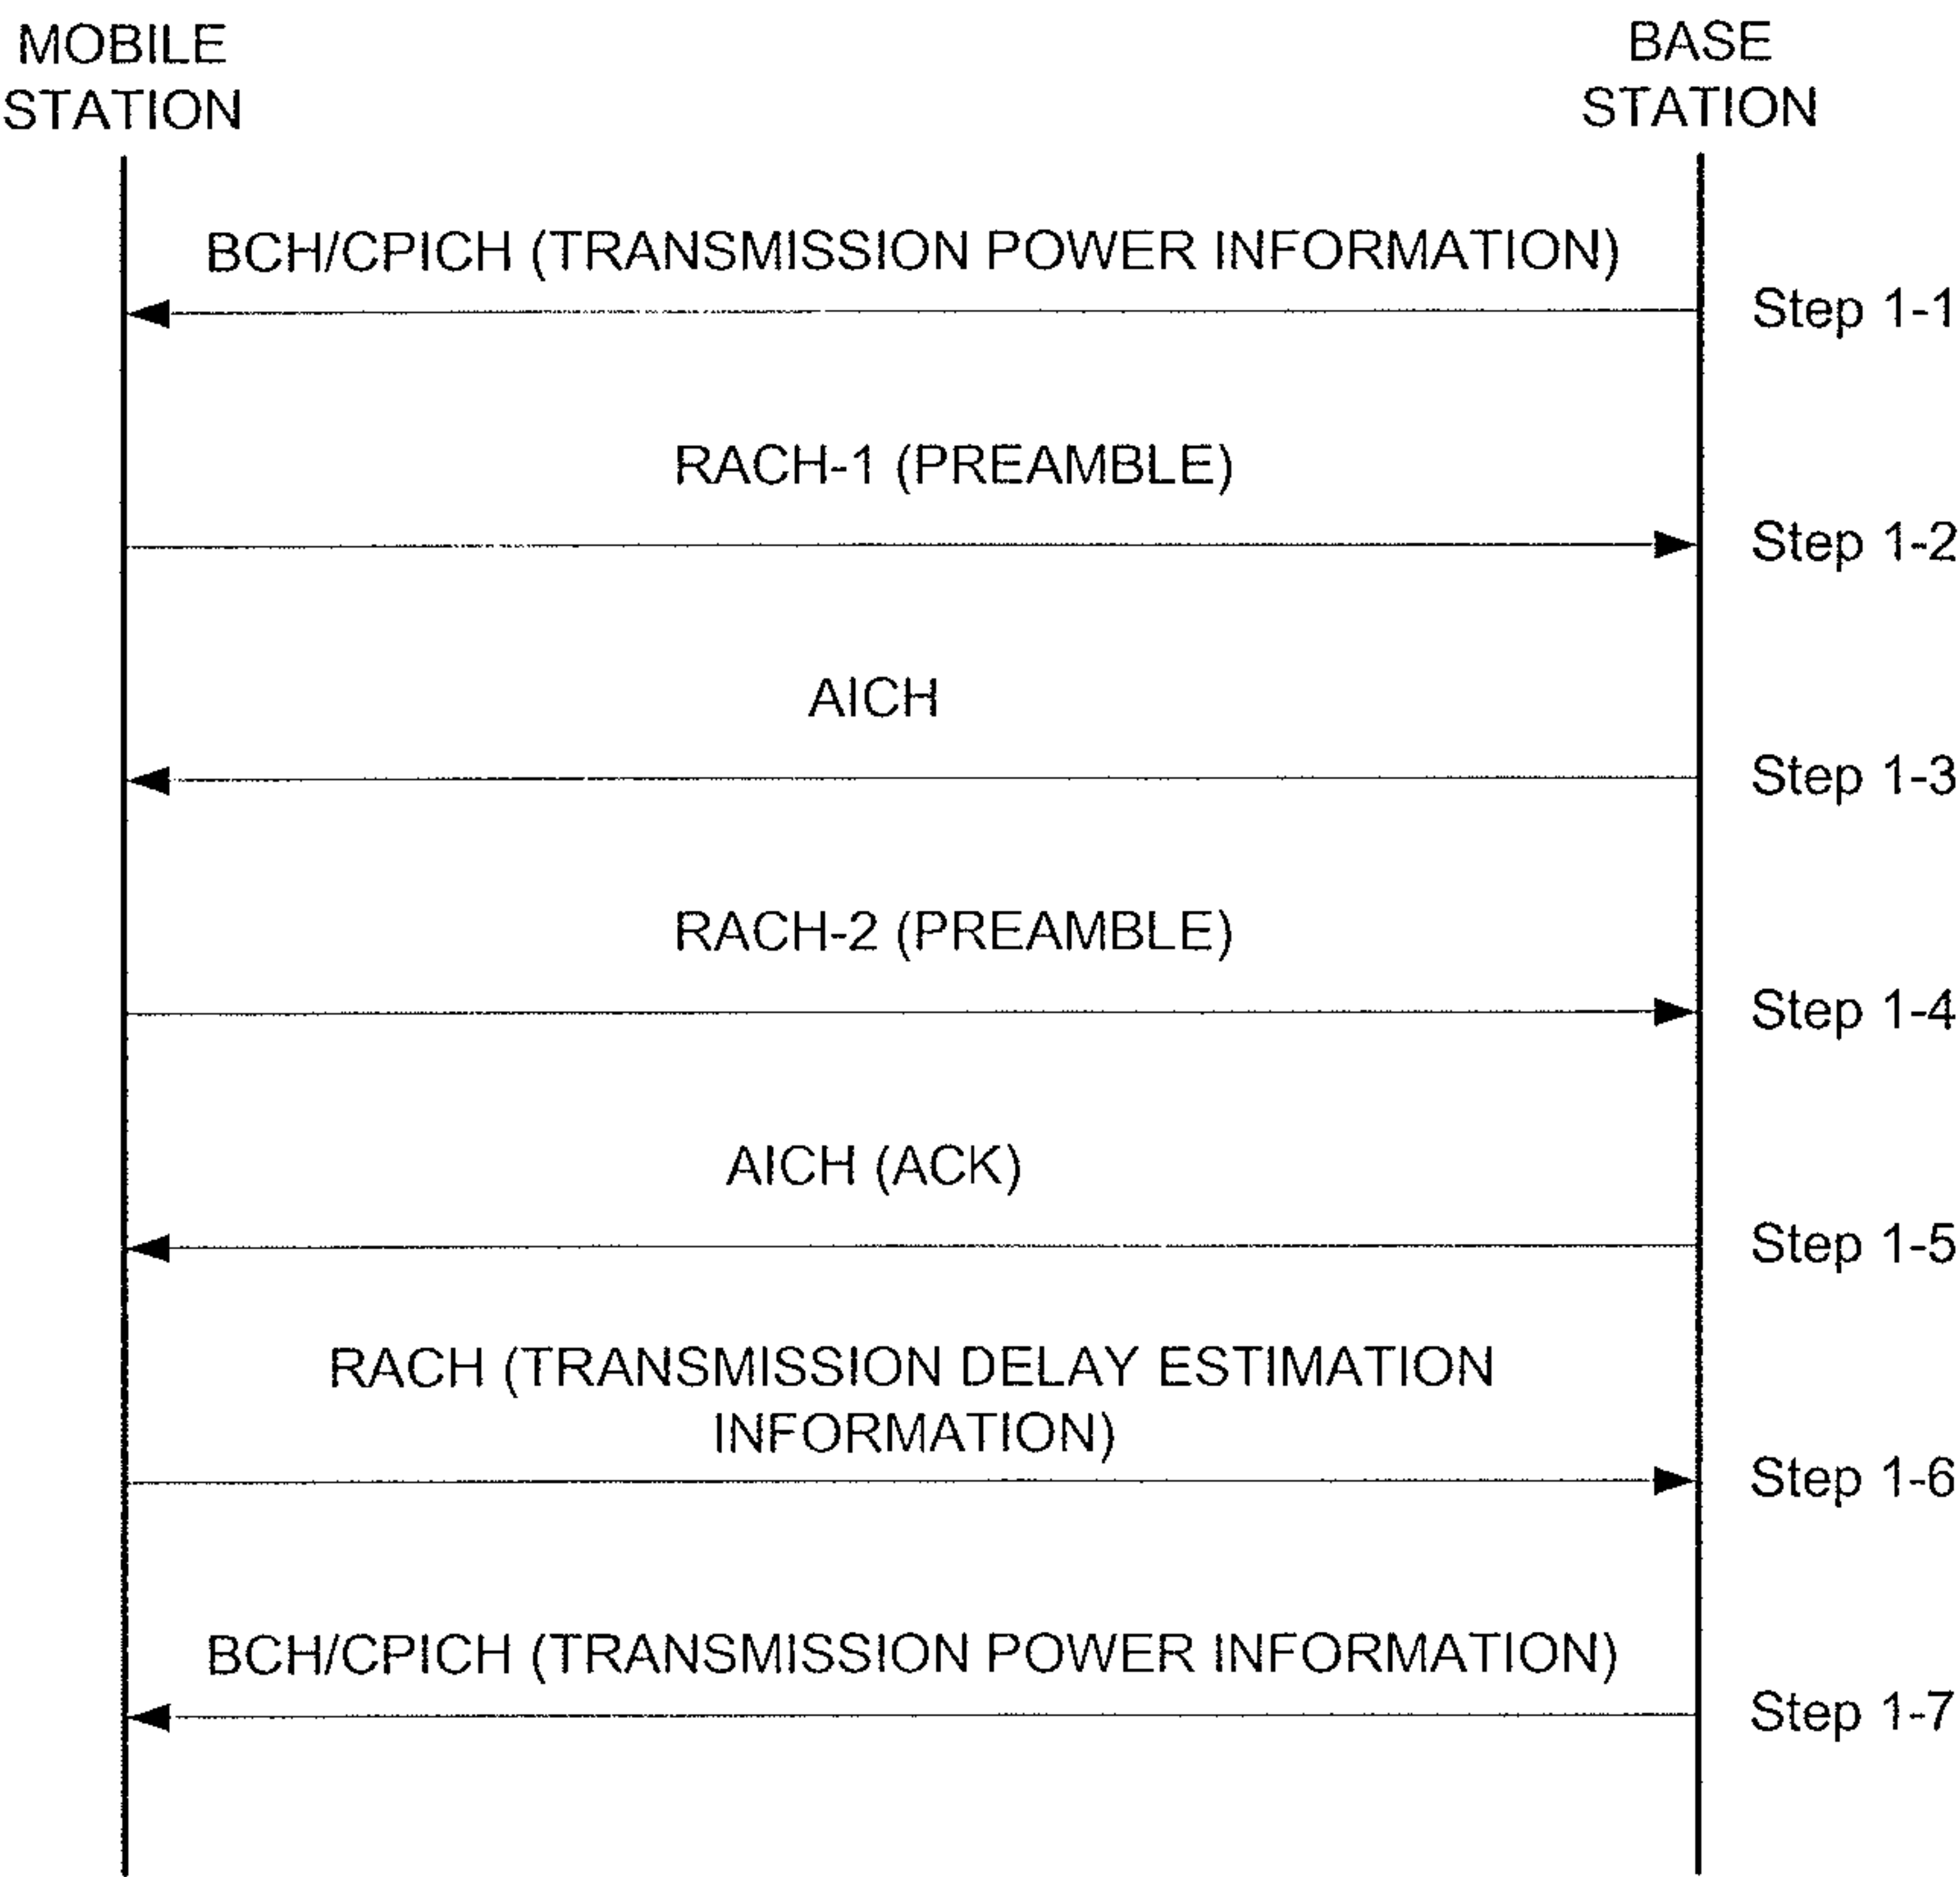 MOBILE
STATION
BASE
STATION
BCH/CPICH (TRANSMISSION POWER INFORMATION)
Step 1-1
RACH-1 (PREAMBLE)
Step 1-2
AICH
Step 1-3
RACH-2 (PREAMBLE)
Step 1-4
AICH (ACK)
Step 1-5
RACH (TRANSMISSION DELAY ESTIMATION
INFORMATION)
Step 1-6
BCH/CPICH (TRANSMISSION POWER INFORMATION)
Step 1-7